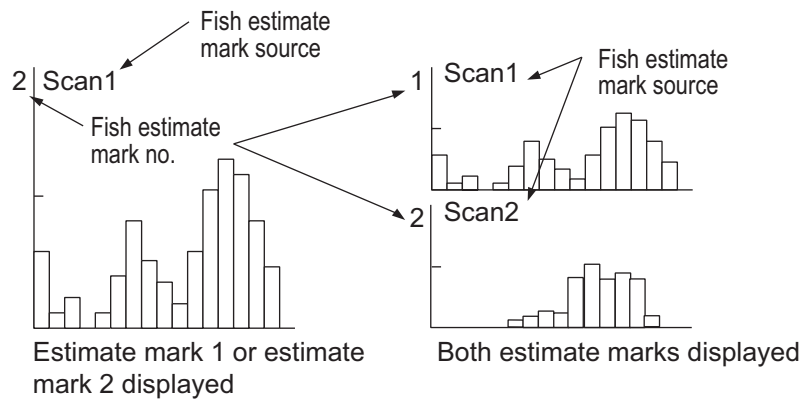 Fish estimate
mark source
2 Scan1
Fish estimate
mark no.
Estimate mark 1 or estimate
mark 2 displayed
1 Scan1
Fish estimate
mark source
2 Scan2
Both estimate marks displayed